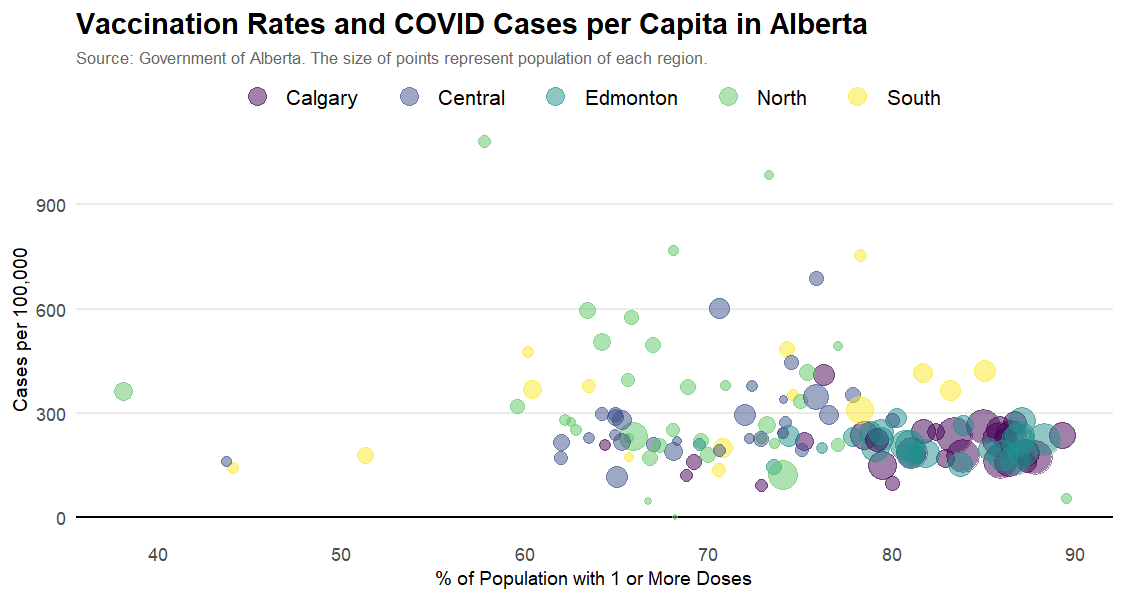 Vaccination Rates and COVID Cases per Capita in Alberta
Source: Government of Alberta. The size of points represent population of each region.
Calgary Central Edmonton North South
Cases per 100,000
900
600
300
0
40 50 60 70 80 90
% of Population with 1 or More Doses